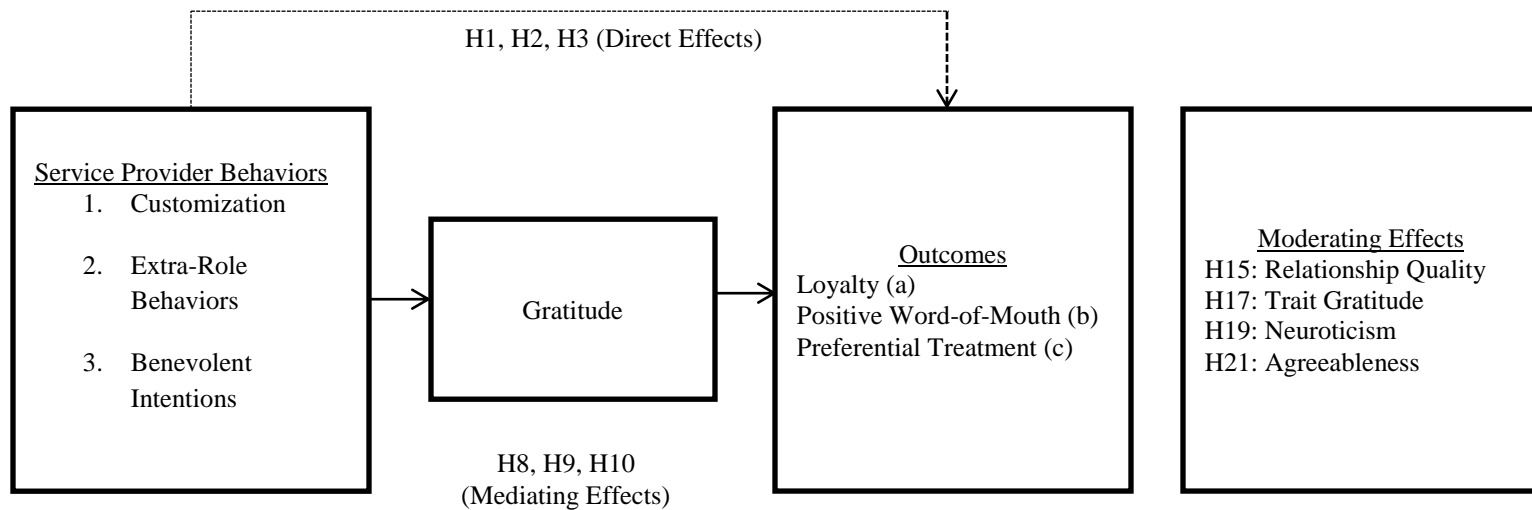 H1, H2, H3 (Direct Effects)
Service Provider Behaviors
1. Customization
2. Extra-Role
Behaviors
3. Benevolent
Intentions
Gratitude
H8, H9, H10
(Mediating Effects)
Outcomes
Loyalty (a)
Positive Word-of-Mouth (b)
Preferential Treatment (c)
Moderating Effects
H15: Relationship Quality
H17: Trait Gratitude
H19: Neuroticism
H21: Agreeableness